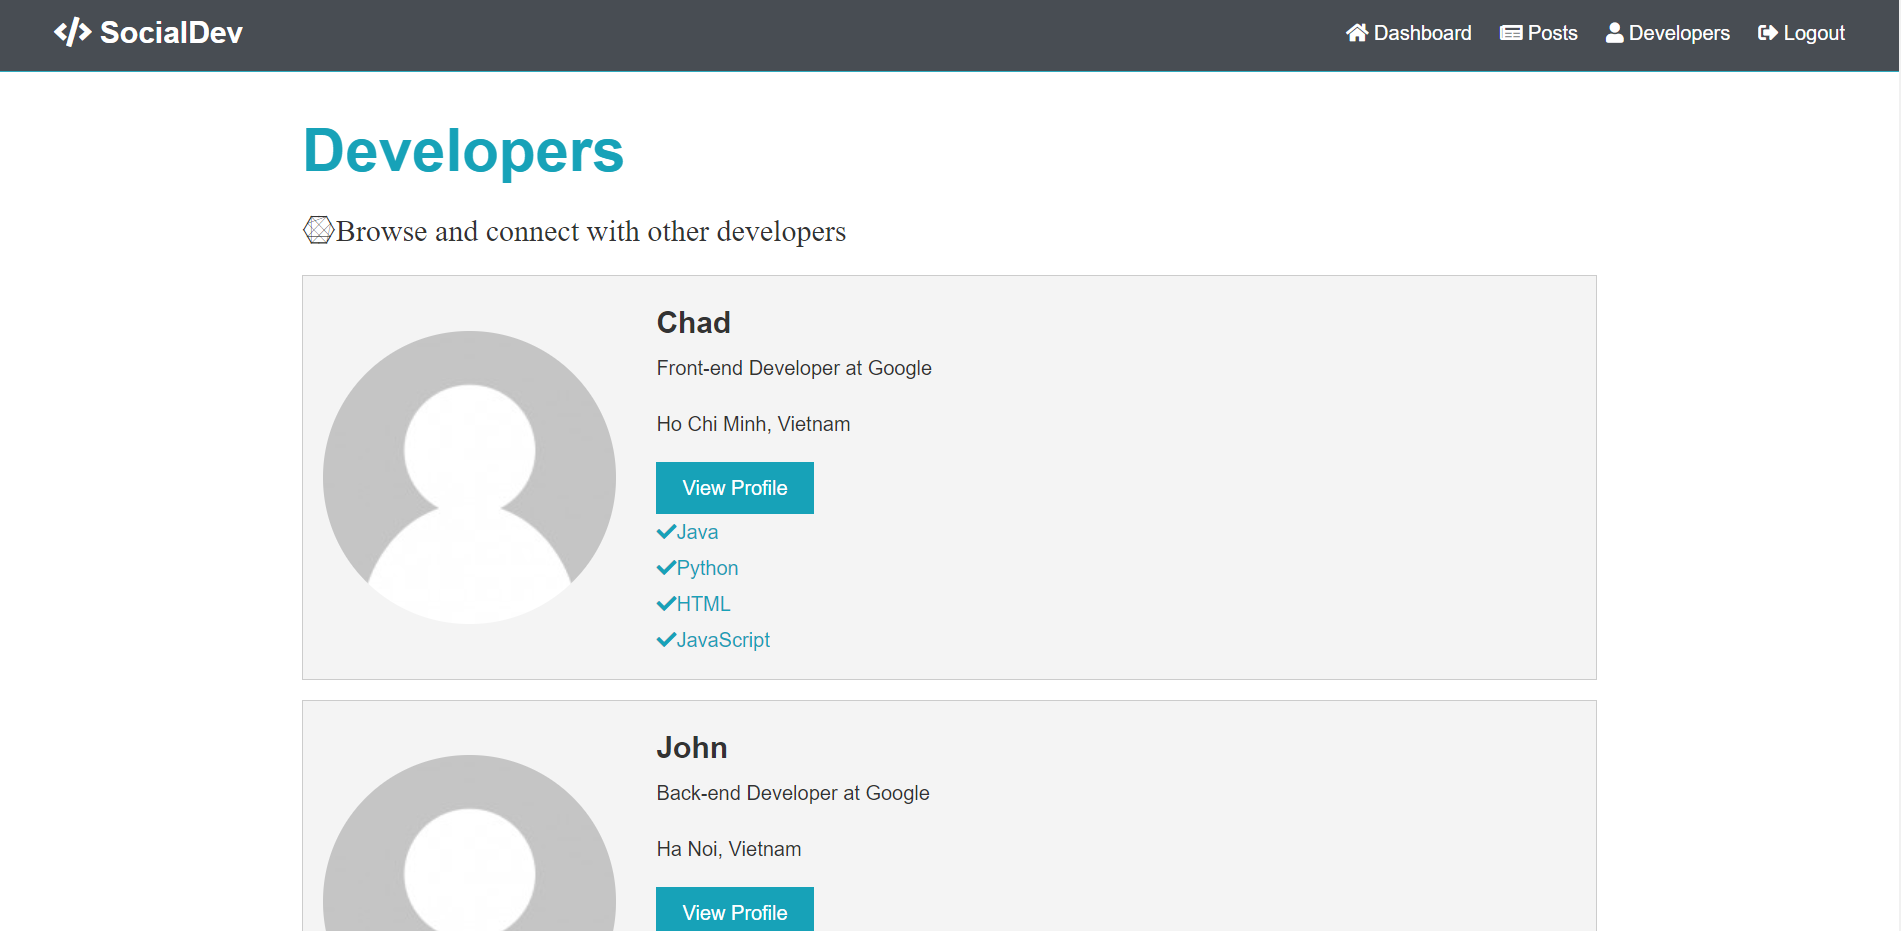 </> SocialDev
Dashboard Posts Developers Logout
Developers
Browse and connect with other developers
Chad
Front-end Developer at Google
Ho Chi Minh, Vietnam
View Profile
Java
Python
HTML
JavaScript
John
Back-end Developer at Google
Ha Noi, Vietnam
View Profile